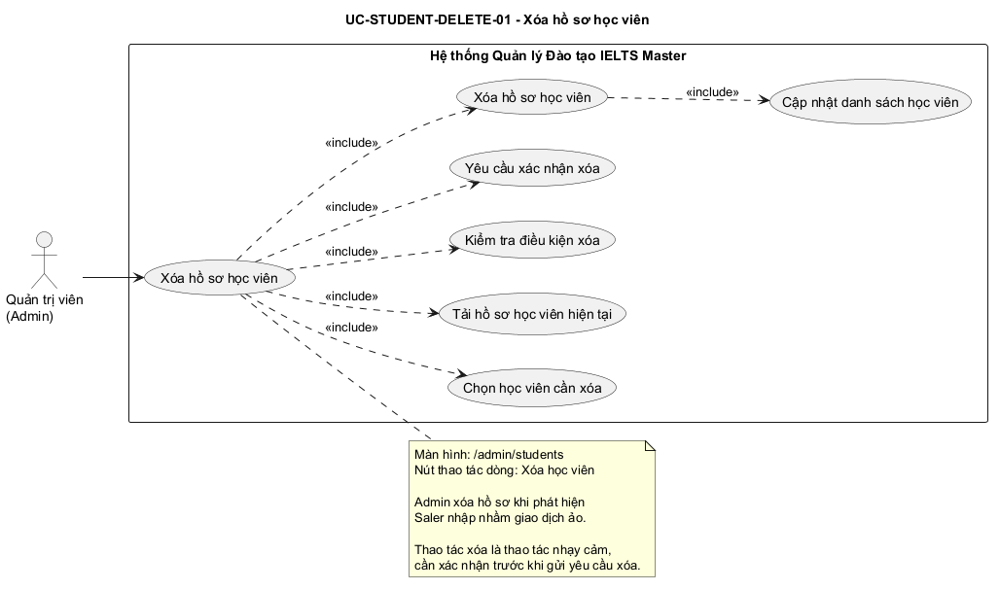 UC-STUDENT-DELETE-01 - Xóa hồ sơ học viên
Hệ thống Quản lý Đào tạo IELTS Master
Xóa hồ sơ học viên
«include»
Cập nhật danh sách học viên
«include»
Yêu cầu xác nhận xóa
«include»
Kiểm tra điều kiện xóa
«include»
Quản trị viên
(Admin)
Xóa hồ sơ học viên
«include»
Tải hồ sơ học viên hiện tại
«include»
Chọn học viên cần xóa
Màn hình: /admin/students
Nút thao tác dòng: Xóa học viên
Admin xóa hồ sơ khi phát hiện
Saler nhập nhầm giao dịch ảo.
Thao tác xóa là thao tác nhạy cảm,
cần xác nhận trước khi gửi yêu cầu xóa.